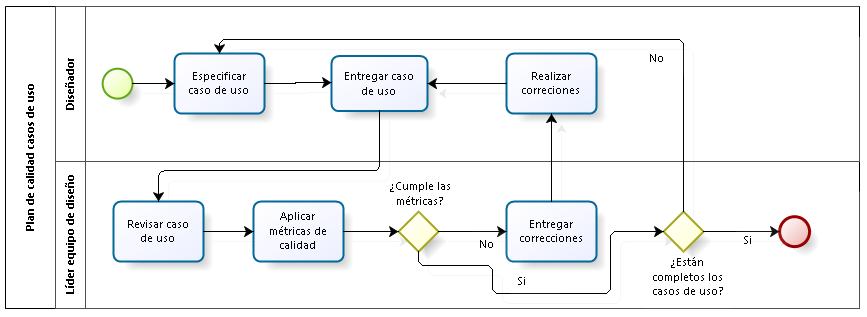 Plan de calidad casos de uso
Diseñador
Especificar
caso de uso
Entregar caso
de uso
Realizar
correciones
No
Líder equipo de diseño
Revisar caso
de uso
Aplicar
métricas de
calidad
¿Cumple las
métricas?
No
Si
Entregar
correcciones
¿Están
completos los
casos de uso?
Si